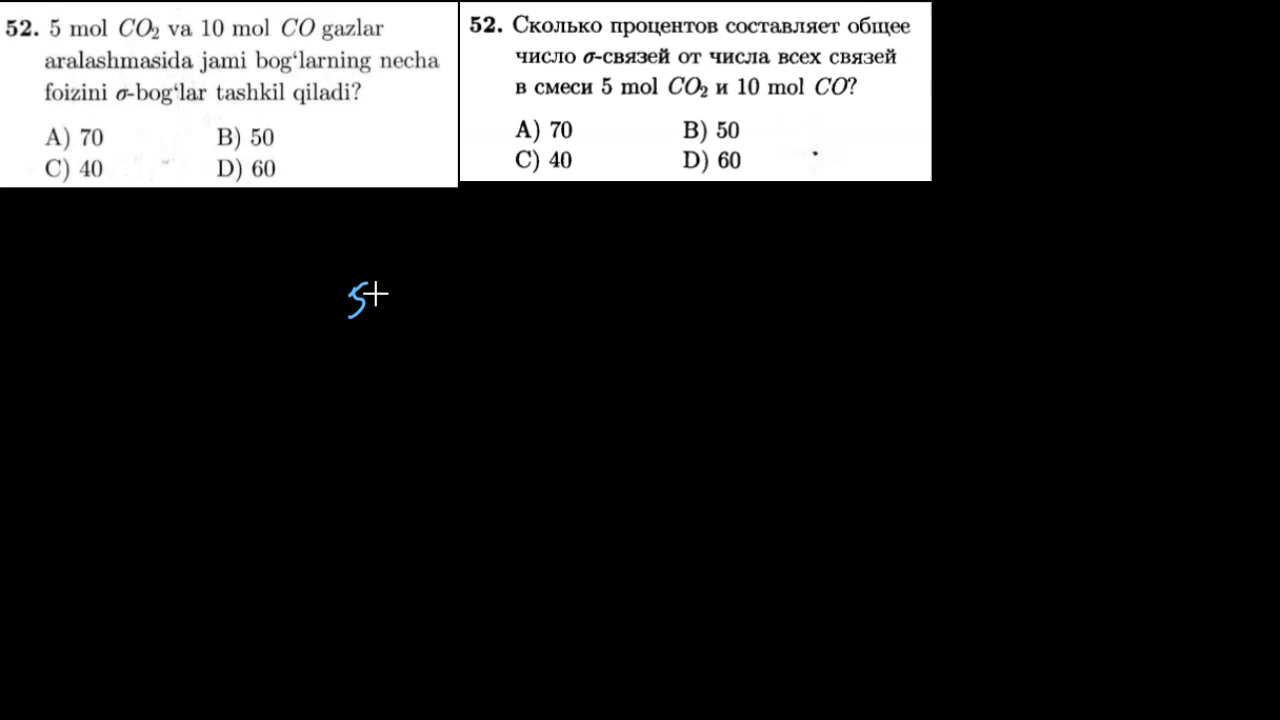 52. 5 mol CO₂ va 10 mol CO gazlar
aralashmasida jami bog‘larning necha
foizini σ-bog‘lar tashkil qiladi?
A) 70 B) 50
C) 40 D) 60
52. Сколько процентов составляет общее
число σ-связей от числа всех связей
в смеси 5 mol CO₂ и 10 mol CO?
A) 70 B) 50
C) 40 D) 60
5